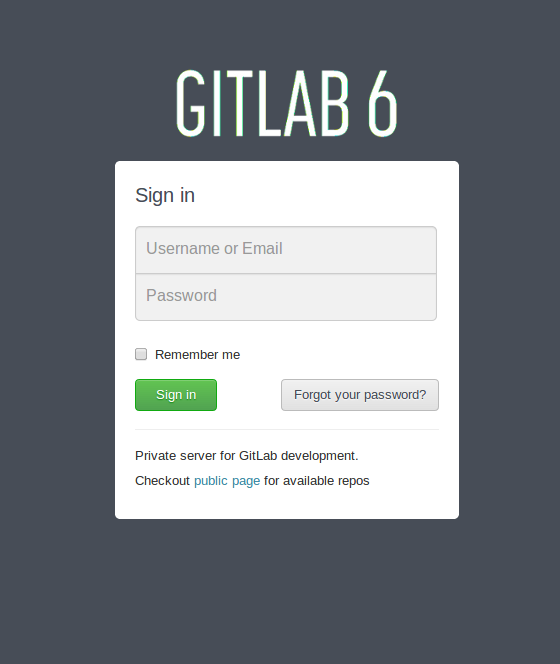 GITLAB 6
Sign in
Username or Email
Password
Remember me
Sign in
Forgot your password?
Private server for GitLab development.
Checkout public page for available repos